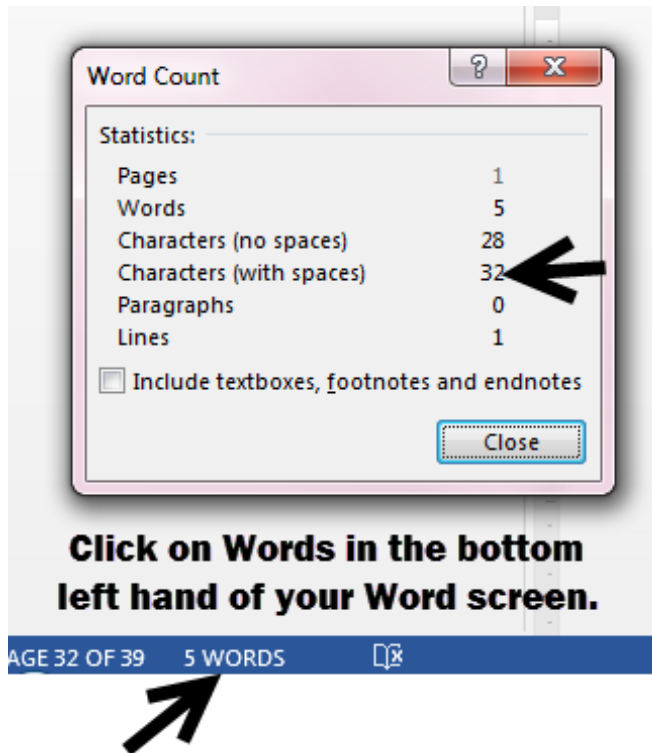 Word Count
Statistics:
Pages 1
Words 5
Characters (no spaces) 28
Characters (with spaces) 32
Paragraphs 0
Lines 1
Include textboxes, footnotes and endnotes
Close
Click on Words in the bottom
left hand of your Word screen.
AGE 32 OF 39 5 WORDS